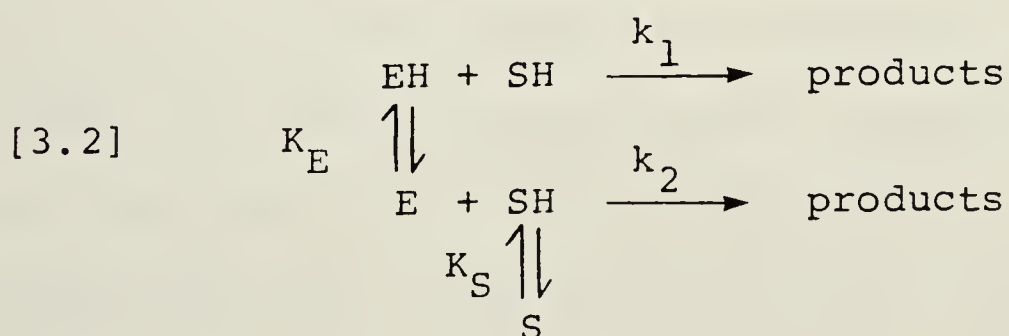 k1
EH + SH products
[3.2] KE
k2
E + SH products
KS
S